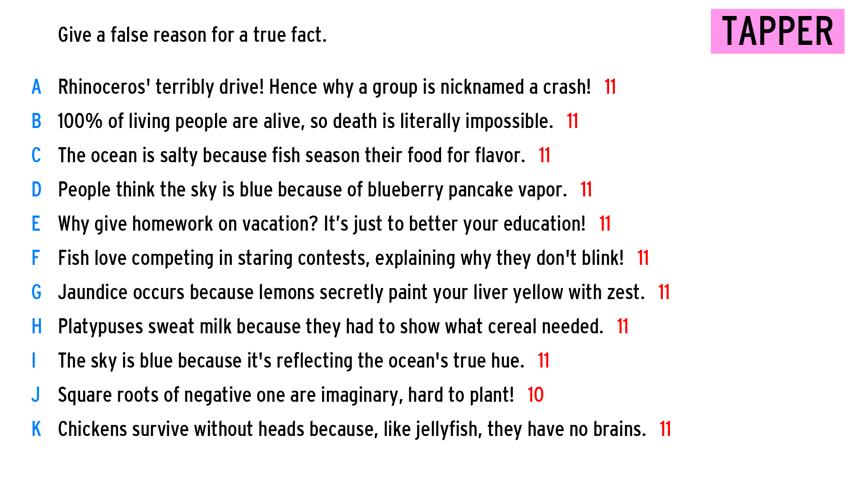 Give a false reason for a true fact.
TAPPER
A Rhinoceros' terribly drive! Hence why a group is nicknamed a crash! 11
B 100% of living people are alive, so death is literally impossible. 11
C The ocean is salty because fish season their food for flavor. 11
D People think the sky is blue because of blueberry pancake vapor. 11
E Why give homework on vacation? It’s just to better your education! 11
F Fish love competing in staring contests, explaining why they don't blink! 11
G Jaundice occurs because lemons secretly paint your liver yellow with zest. 11
H Platypuses sweat milk because they had to show what cereal needed. 11
I The sky is blue because it's reflecting the ocean's true hue. 11
J Square roots of negative one are imaginary, hard to plant! 10
K Chickens survive without heads because, like jellyfish, they have no brains. 11